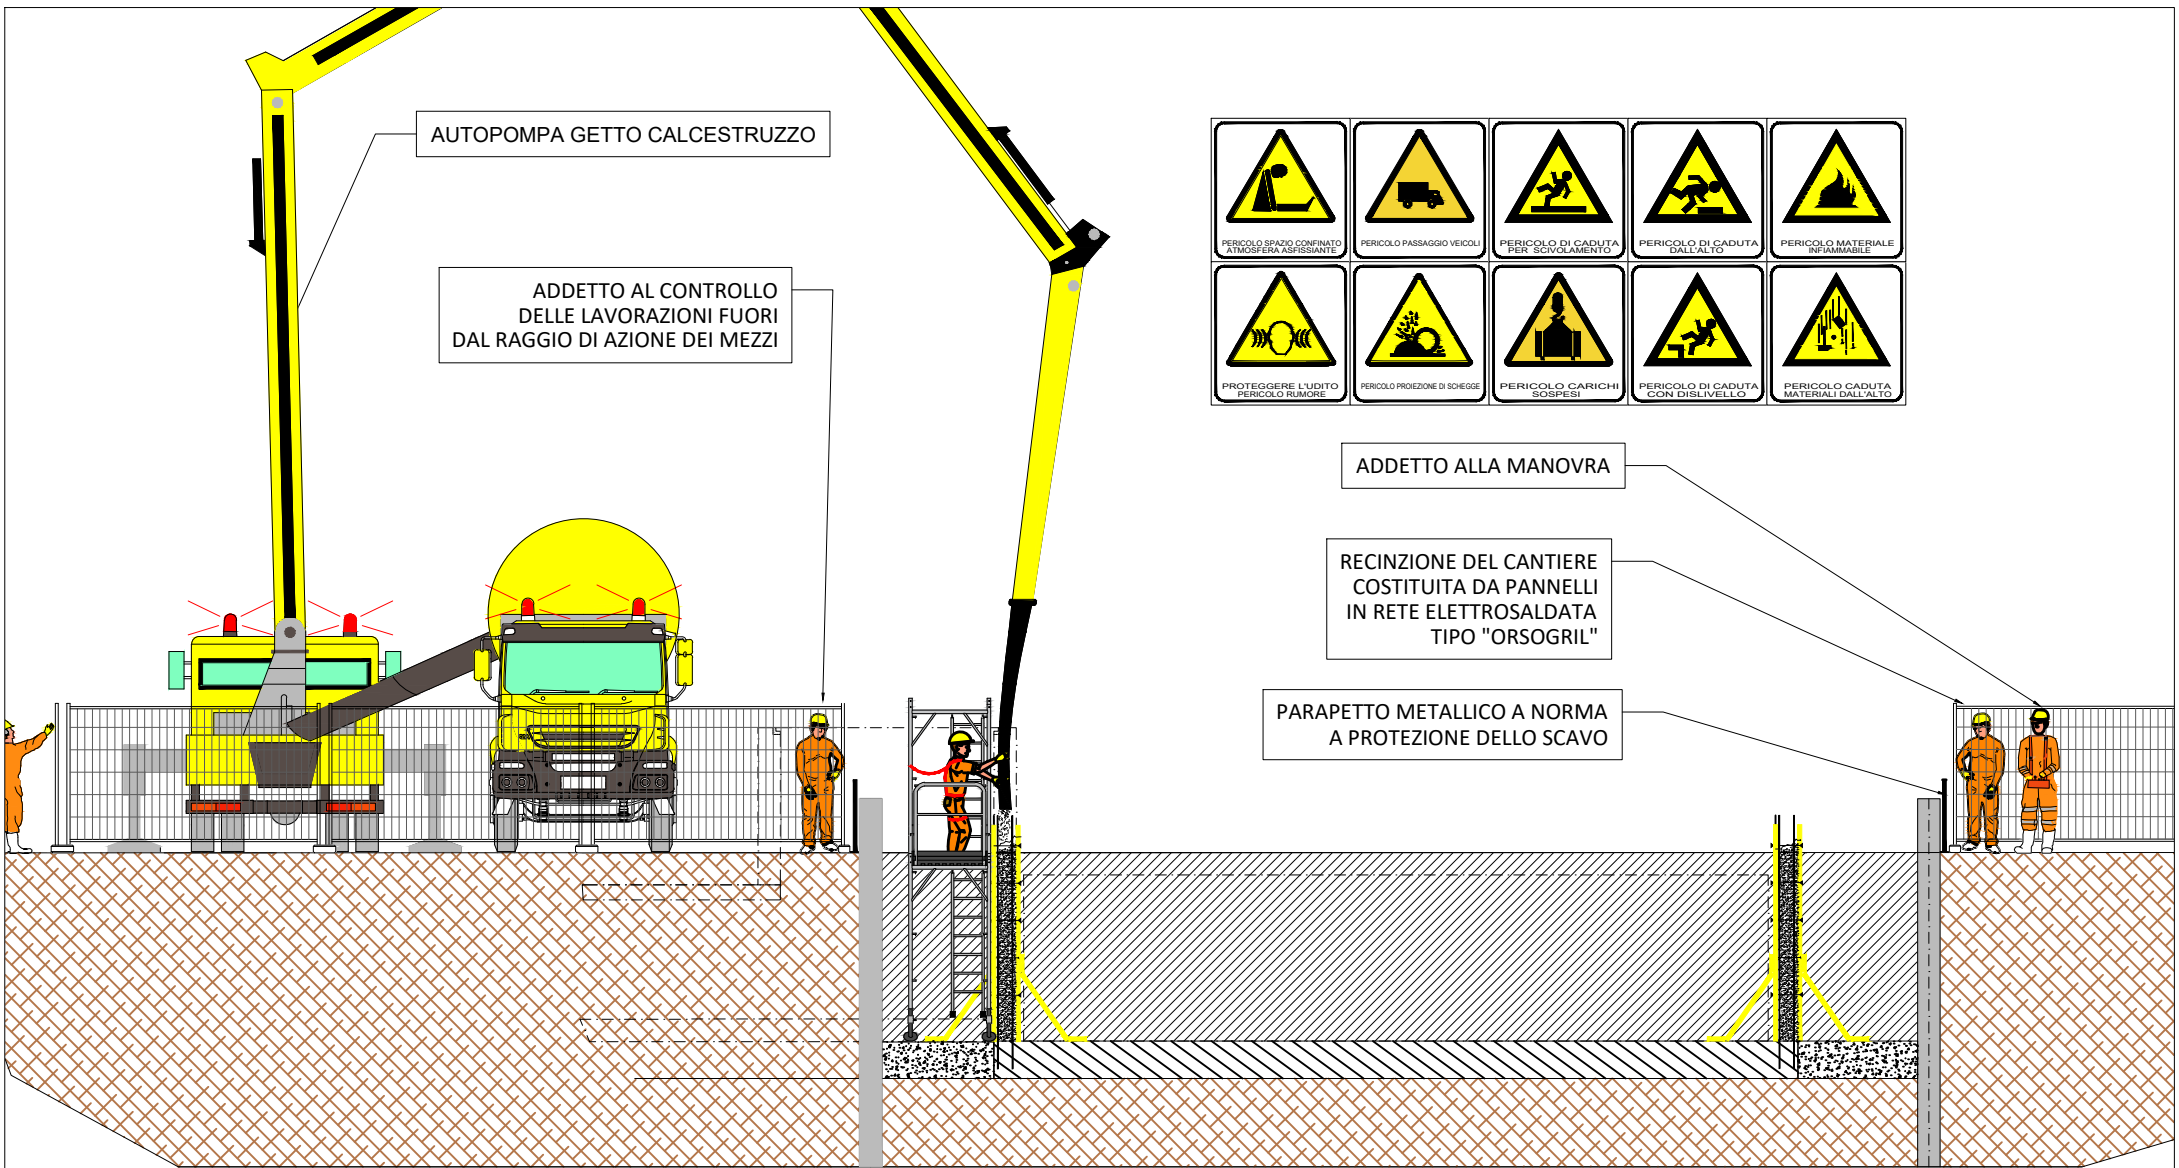 AUTOPOMPA GETTO CALCESTRUZZO
ADDETTO AL CONTROLLO
DELLE LAVORAZIONI FUORI
DAL RAGGIO DI AZIONE DEI MEZZI
PERICOLO SPAZIO CONFINATO
ATMOSFERA ASFISSIANTE
PERICOLO PASSAGGIO VEICOLI
PERICOLO DI CADUTA
PER SCIVOLAMENTO
PERICOLO DI CADUTA
DALL'ALTO
PERICOLO MATERIALE
INFIAMMABILE
PROTEGGERE L'UDITO
PERICOLO RUMORE
PERICOLO PROIEZIONE DI SCHEGGE
PERICOLO CARICHI
SOSPESI
PERICOLO DI CADUTA
CON DISLIVELLO
PERICOLO CADUTA
MATERIALI DALL'ALTO
ADDETTO ALLA MANOVRA
RECINZIONE DEL CANTIERE
COSTITUITA DA PANNELLI
IN RETE ELETTROSALDATA
TIPO "ORSOGRIL"
PARAPETTO METALLICO A NORMA
A PROTEZIONE DELLO SCAVO